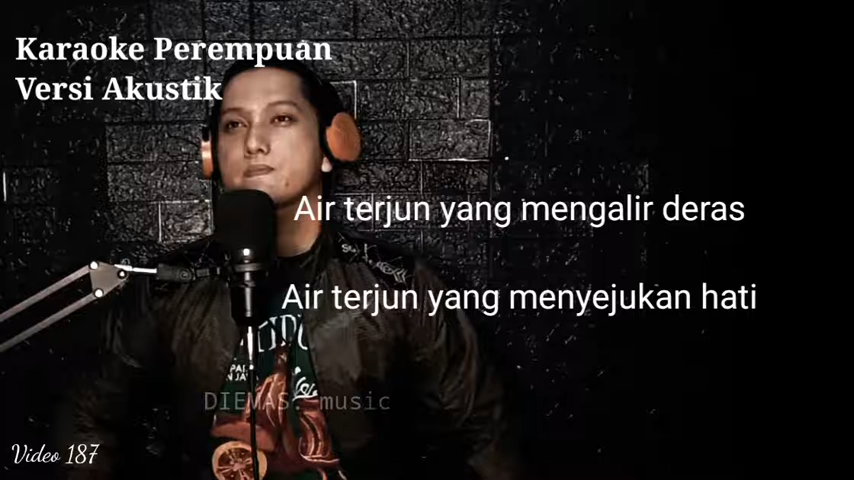 Karaoke Perempuan
Versi Akustik
Air terjun yang mengalir deras
Air terjun yang menyejukan hati
DIEMAS. music
Video 187